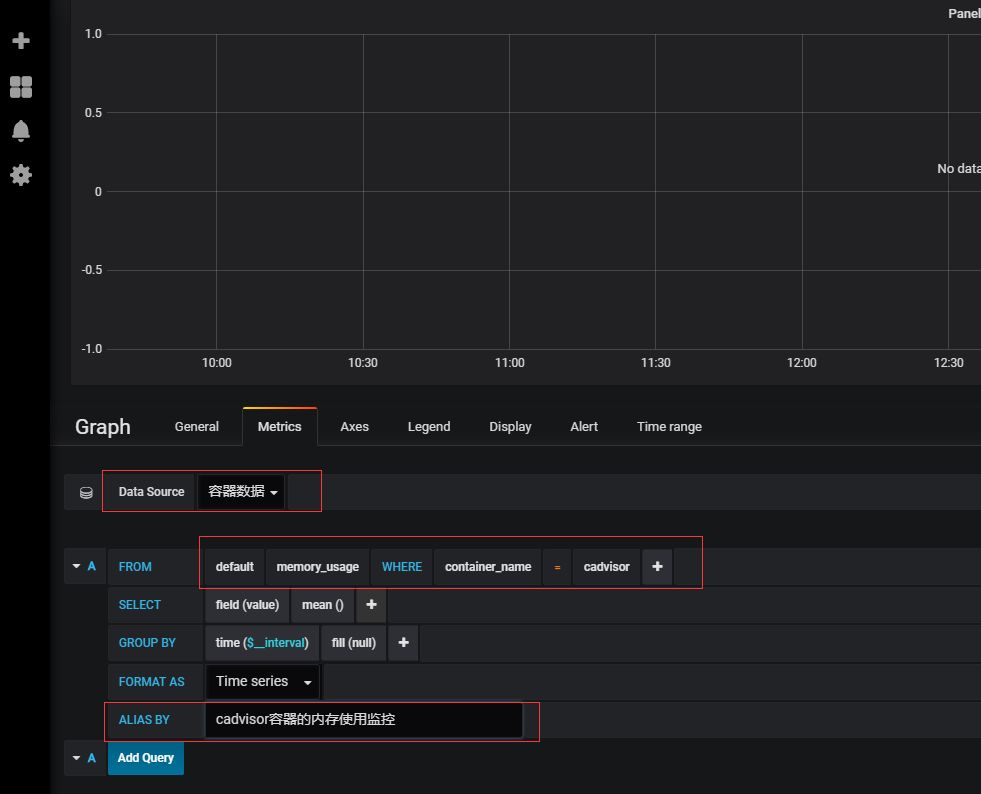 Panel
1.0
0.5
0
-0.5
-1.0
No data
10:00 10:30 11:00 11:30 12:00 12:30
Graph General Metrics Axes Legend Display Alert Time range
Data Source 容器数据
A FROM default memory_usage WHERE container_name = cadvisor
SELECT field (value) mean ()
GROUP BY time ($__interval) fill (null)
FORMAT AS Time series
ALIAS BY cadvisor容器的内存使用监控
A Add Query